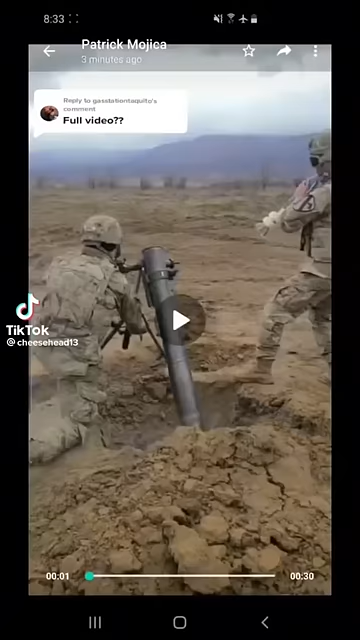 8:33
Patrick Mojica
3 minutes ago
Reply to gasstationtaquito's
comment
Full video??
TikTok
@cheesehead13
00:01
00:30